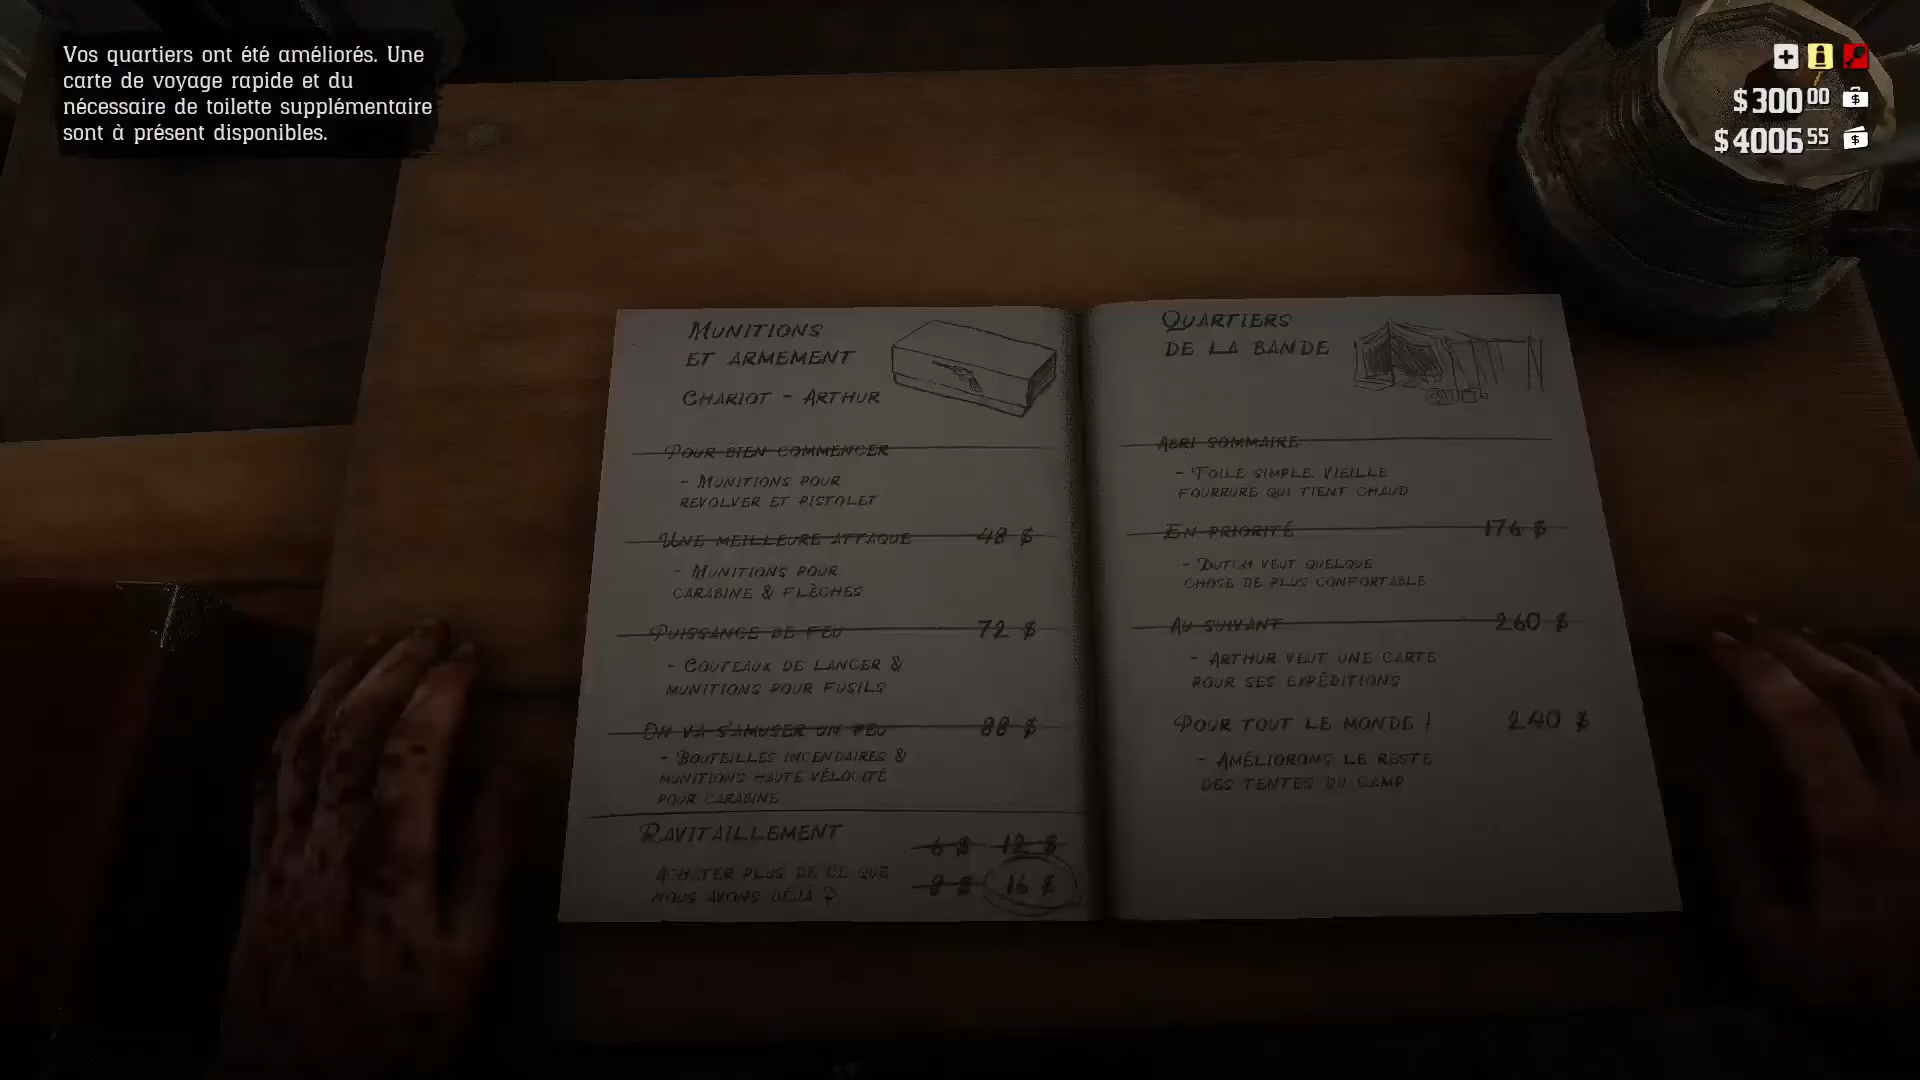 Vos quartiers ont été améliorés. Une
carte de voyage rapide et du
nécessaire de toilette supplémentaire
sont à présent disponibles.
$300 00
$4006 55
MUNITIONS
ET ARMEMENT
CHARIOT - ARTHUR
POUR BIEN COMMENCER
- MUNITIONS POUR
REVOLVER ET PISTOLET
UNE MEILLEURE ATTAQUE 48 $
- MUNITIONS POUR
CARABINE & FLÈCHES
PUISSANCE DE FEU 72 $
- COUTEAUX DE LANCER &
MUNITIONS POUR FUSILS
ON VA S'AMUSER UN PEU 88 $
- BOUTEILLES INCENDAIRES &
MUNITIONS HAUTE VÉLOCITÉ
POUR CARABINE
RAVITAILLEMENT 6 $ 12 $
ACHETER PLUS DE CE QUE
NOUS AVONS DÉJÀ ? 8 $ 16 $
QUARTIERS
DE LA BANDE
ABRI SOMMAIRE
- TOILE SIMPLE. VIEILLE
FOURRURE QUI TIENT CHAUD
EN PRIORITÉ 176 $
- DUTCH VEUT QUELQUE
CHOSE DE PLUS CONFORTABLE
AU SUIVANT 260 $
- ARTHUR VEUT UNE CARTE
POUR SES EXPÉDITIONS
POUR TOUT LE MONDE ! 240 $
- AMÉLIORONS LE RESTE
DES TENTES DU CAMP